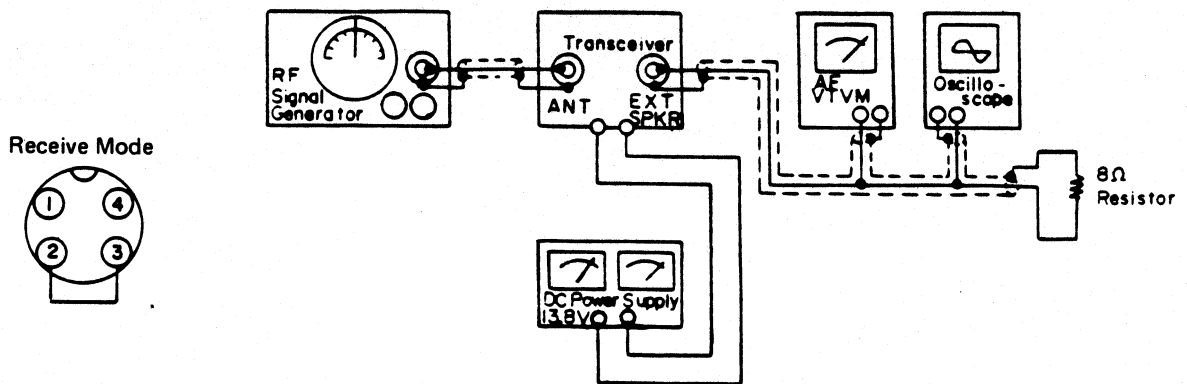 Receive Mode
1
4
2
3
RF
Signal
Generator
Transceiver
ANT
EXT
SPKR
AF
VTVM
Oscillo-
scope
8Ω
Resistor
DC Power Supply
13.8V